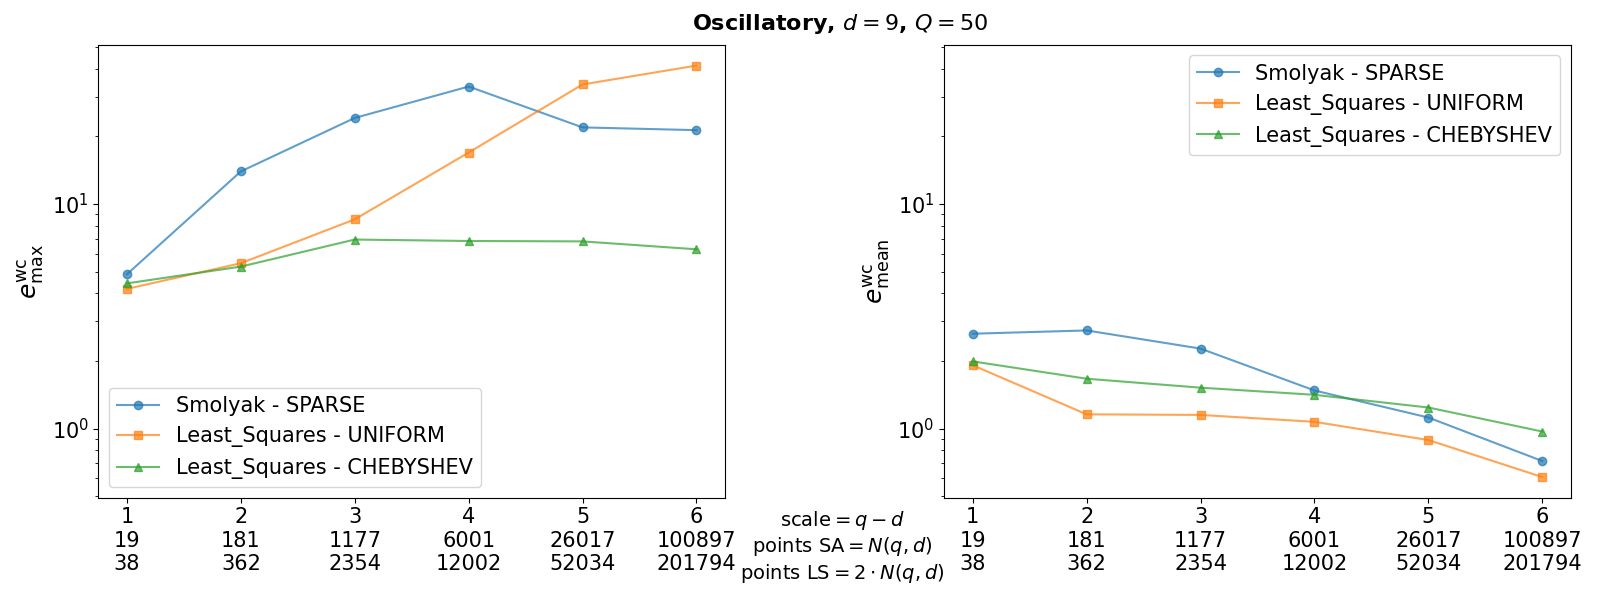 Oscillatory, d = 9, Q = 50
e^wc_max
10^1
10^0
Smolyak - SPARSE
Least_Squares - UNIFORM
Least_Squares - CHEBYSHEV
1 2 3 4 5 6
19 181 1177 6001 26017 100897
38 362 2354 12002 52034 201794
scale = q − d
points SA = N(q, d)
points LS = 2 · N(q, d)
e^wc_mean
10^1
10^0
Smolyak - SPARSE
Least_Squares - UNIFORM
Least_Squares - CHEBYSHEV
1 2 3 4 5 6
19 181 1177 6001 26017 100897
38 362 2354 12002 52034 201794